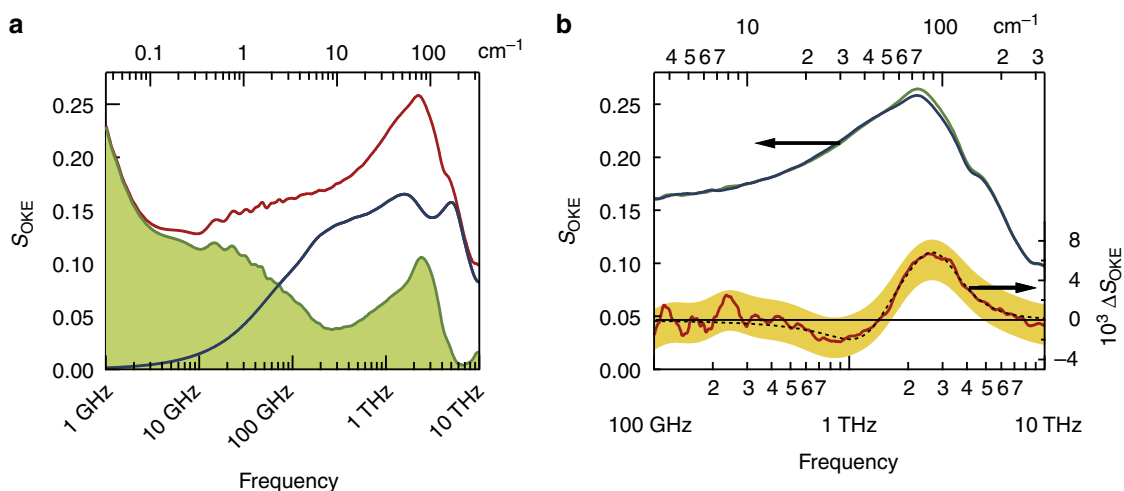 a
0.1 1 10 100 cm⁻¹
0.25
0.20
0.15
0.10
0.05
0.00
S_OKE
1 GHz
10 GHz
100 GHz
1 THz
10 THz
Frequency
b
10 100 cm⁻¹
4 5 6 7 2 3 4 5 6 7 2 3
0.25
0.20
0.15
0.10
0.05
0.00
S_OKE
8
4
0
−4
10³ ΔS_OKE
2 3 4 5 6 7 2 3 4 5 6 7
100 GHz 1 THz 10 THz
Frequency